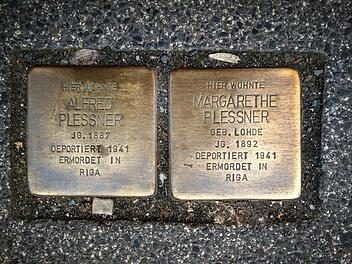 HIER WOHNTE
ALFRED
PLESSNER
JG. 1887
DEPORTIERT 1941
ERMORDET IN
RIGA
HIER WOHNTE
MARGARETHE
PLESSNER
GEB. LOHDE
JG. 1892
DEPORTIERT 1941
ERMORDET IN
RIGA